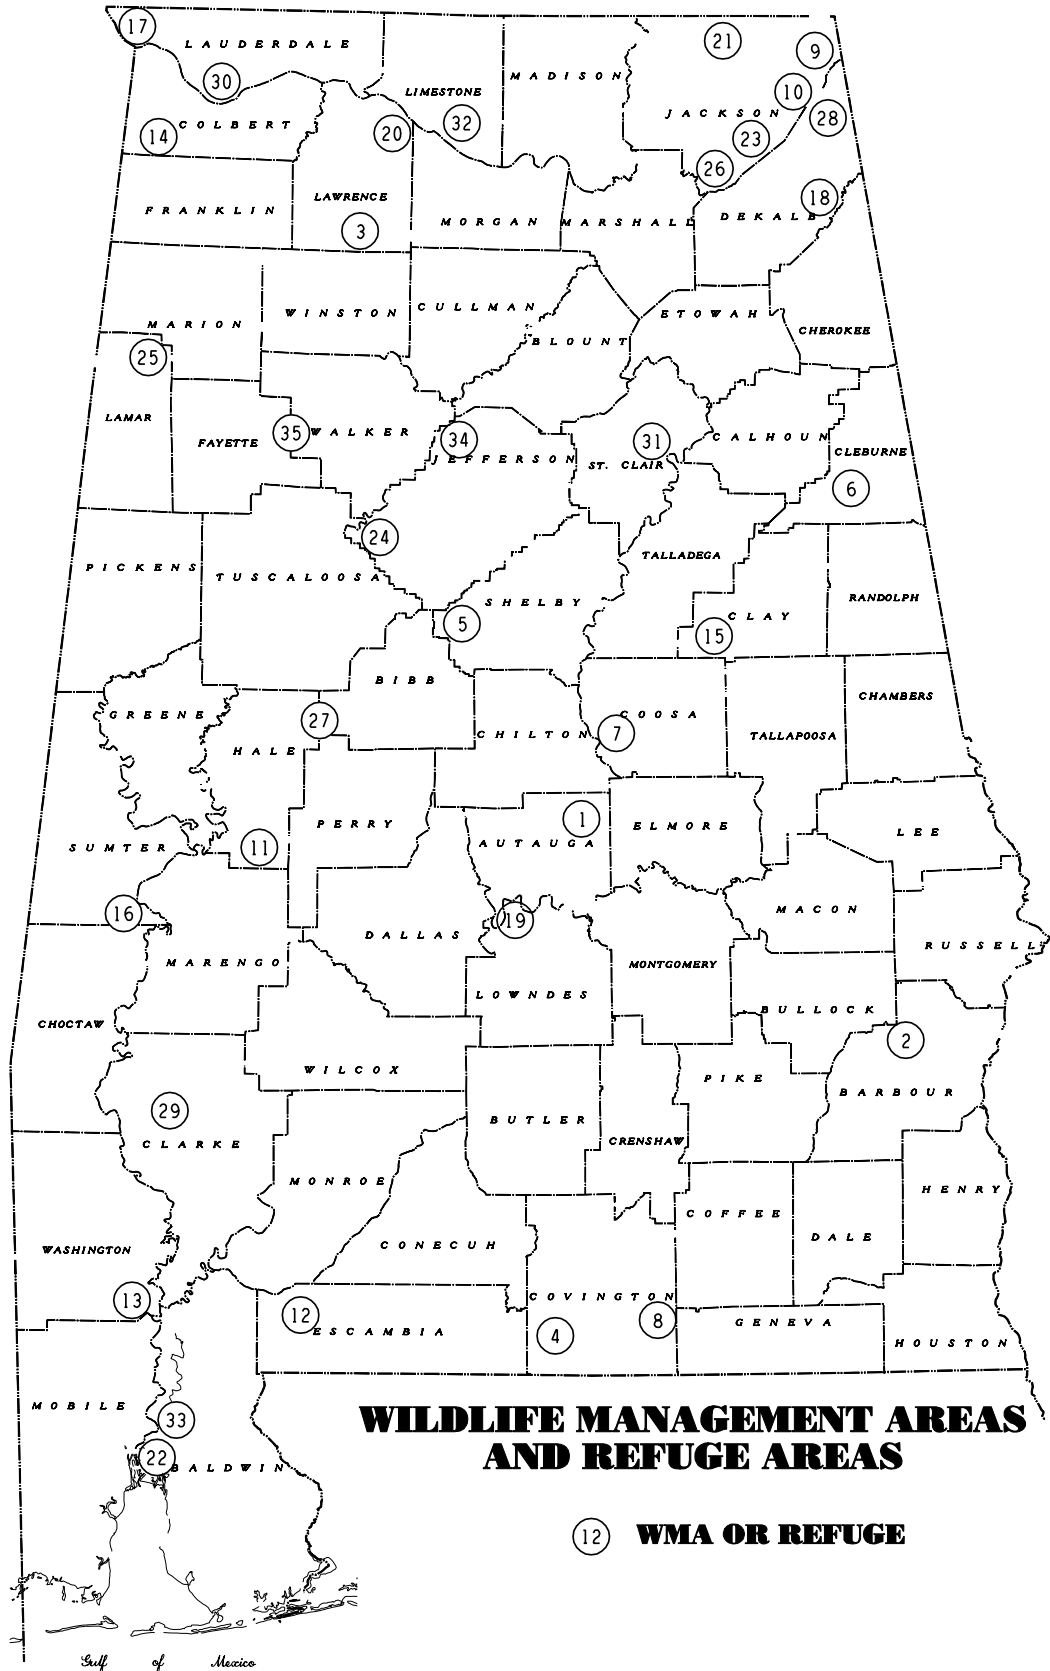 17
LAUDERDALE
21
9
30
MADISON
LIMESTONE
10
JACKSON
14
COLBERT
20
32
28
23
26
LAWRENCE
18
FRANKLIN
3
MORGAN
MARSHALL
DEKALB
MARION
WINSTON
CULLMAN
BLOUNT
ETOWAH
CHEROKEE
25
LAMAR
FAYETTE
35
WALKER
34
JEFFERSON
31
ST. CLAIR
CALHOUN
CLEBURNE
6
24
PICKENS
TUSCALOOSA
TALLADEGA
SHELBY
5
RANDOLPH
CLAY
15
BIBB
GREENE
27
HALE
CHILTON
7
COOSA
TALLAPOOSA
CHAMBERS
SUMTER
11
PERRY
1
AUTAUGA
ELMORE
LEE
16
MARENGO
DALLAS
19
MACON
RUSSELL
MONTGOMERY
LOWNDES
BULLOCK
CHOCTAW
2
WILCOX
PIKE
BARBOUR
29
CLARKE
BUTLER
CRENSHAW
MONROE
HENRY
COFFEE
DALE
WASHINGTON
CONECUH
13
12
ESCAMBIA
COVINGTON
4
8
GENEVA
HOUSTON
MOBILE
33
22
BALDWIN
WILDLIFE MANAGEMENT AREAS
AND REFUGE AREAS
12 WMA OR REFUGE
Gulf of Mexico